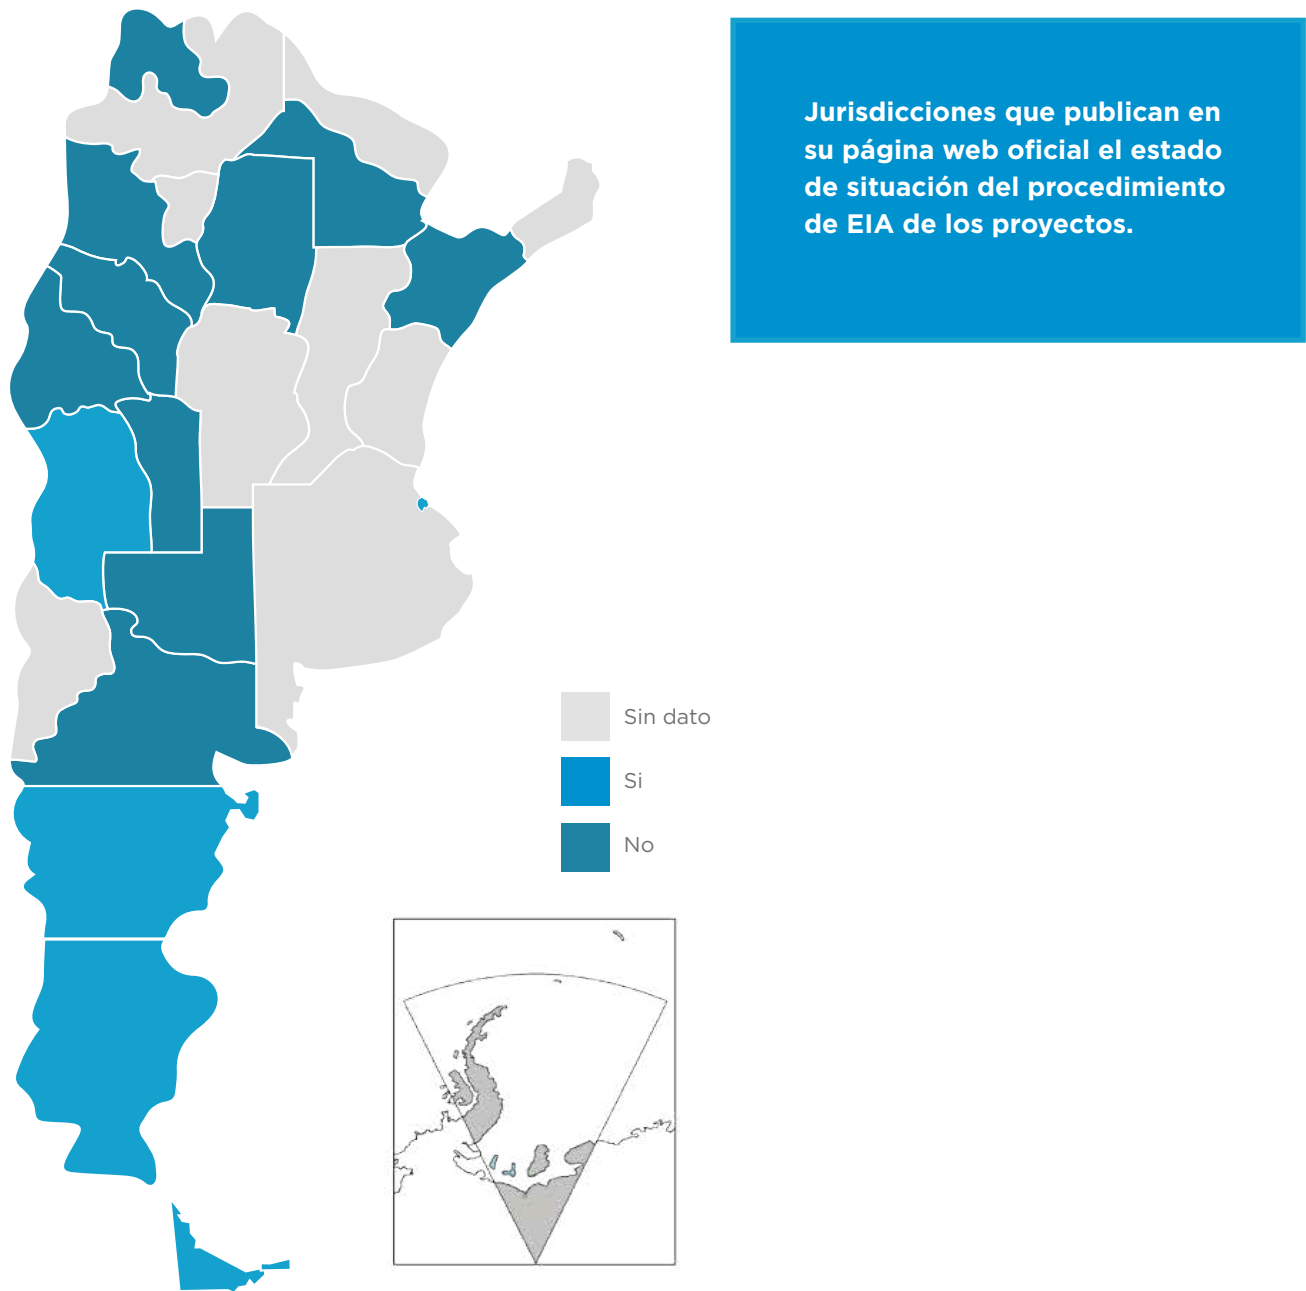 Jurisdicciones que publican en
su página web oficial el estado
de situación del procedimiento
de EIA de los proyectos.
Sin dato
Si
No